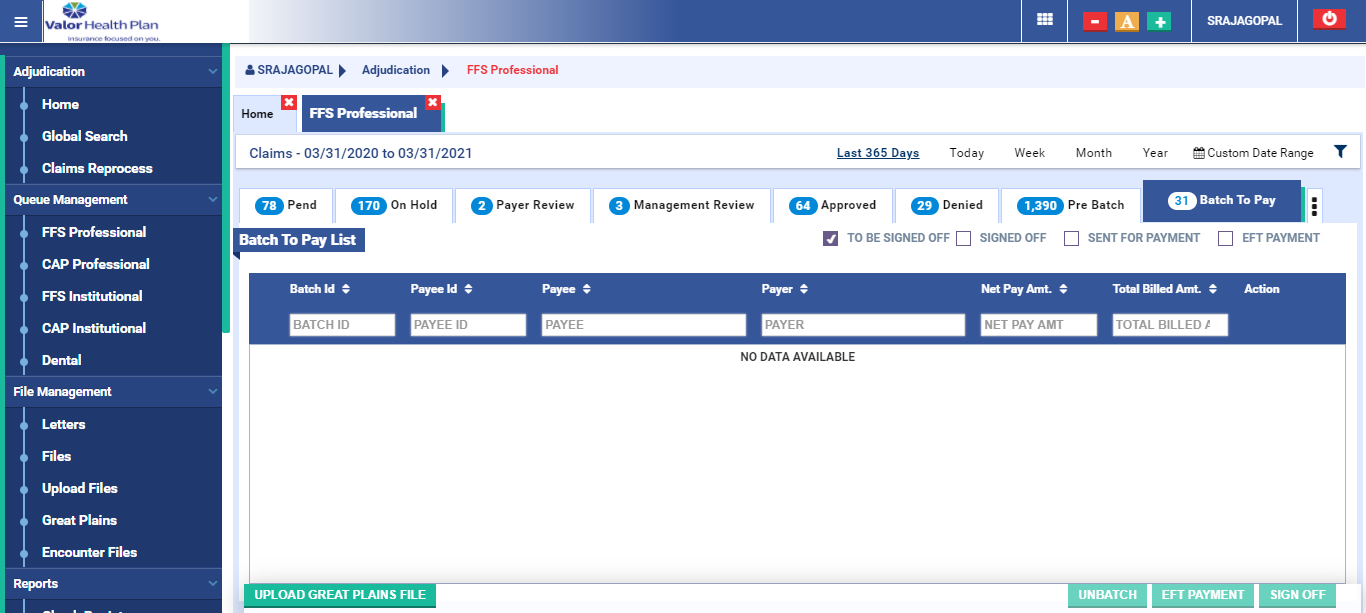 Valor Health Plan
Insurance focused on you.
A
SRAJAGOPAL
Adjudication
Home
Global Search
Claims Reprocess
Queue Management
FFS Professional
CAP Professional
FFS Institutional
CAP Institutional
Dental
File Management
Letters
Files
Upload Files
Great Plains
Encounter Files
Reports
SRAJAGOPAL Adjudication FFS Professional
Home FFS Professional
Claims - 03/31/2020 to 03/31/2021 Last 365 Days Today Week Month Year Custom Date Range
78 Pend 170 On Hold 2 Payer Review 3 Management Review 64 Approved 29 Denied 1,390 Pre Batch 31 Batch To Pay
Batch To Pay List TO BE SIGNED OFF SIGNED OFF SENT FOR PAYMENT EFT PAYMENT
Batch Id Payee Id Payee Payer Net Pay Amt. Total Billed Amt. Action
BATCH ID PAYEE ID PAYEE PAYER NET PAY AMT TOTAL BILLED
NO DATA AVAILABLE
UPLOAD GREAT PLAINS FILE UNBATCH EFT PAYMENT SIGN OFF